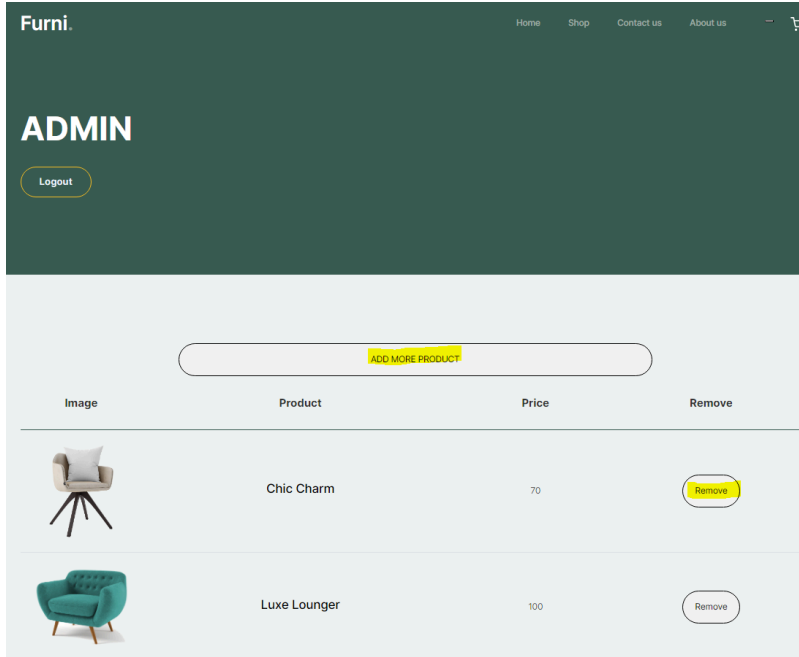 Furni. Home Shop Contact us About us
ADMIN
Logout
ADD MORE PRODUCT
Image Product Price Remove
Chic Charm 70 Remove
Luxe Lounger 100 Remove